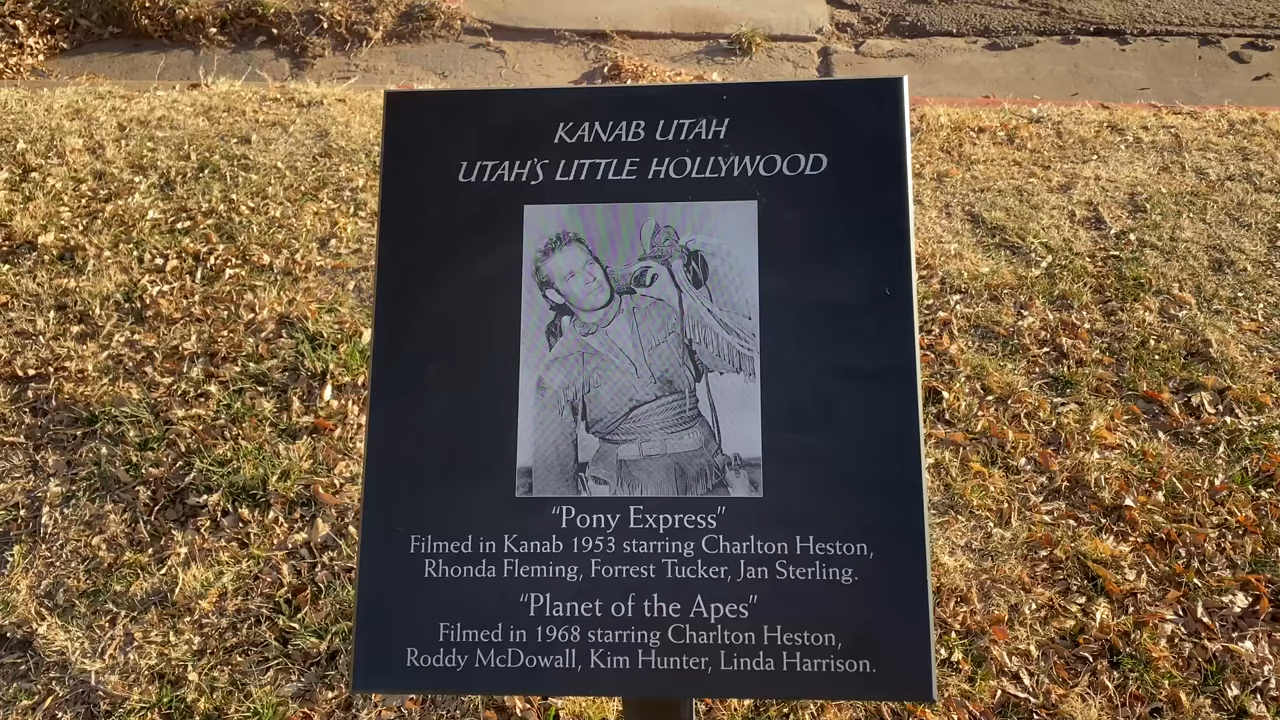 KANAB UTAH
UTAH'S LITTLE HOLLYWOOD
"Pony Express"
Filmed in Kanab 1953 starring Charlton Heston,
Rhonda Fleming, Forrest Tucker, Jan Sterling.
"Planet of the Apes"
Filmed in 1968 starring Charlton Heston,
Roddy McDowall, Kim Hunter, Linda Harrison.